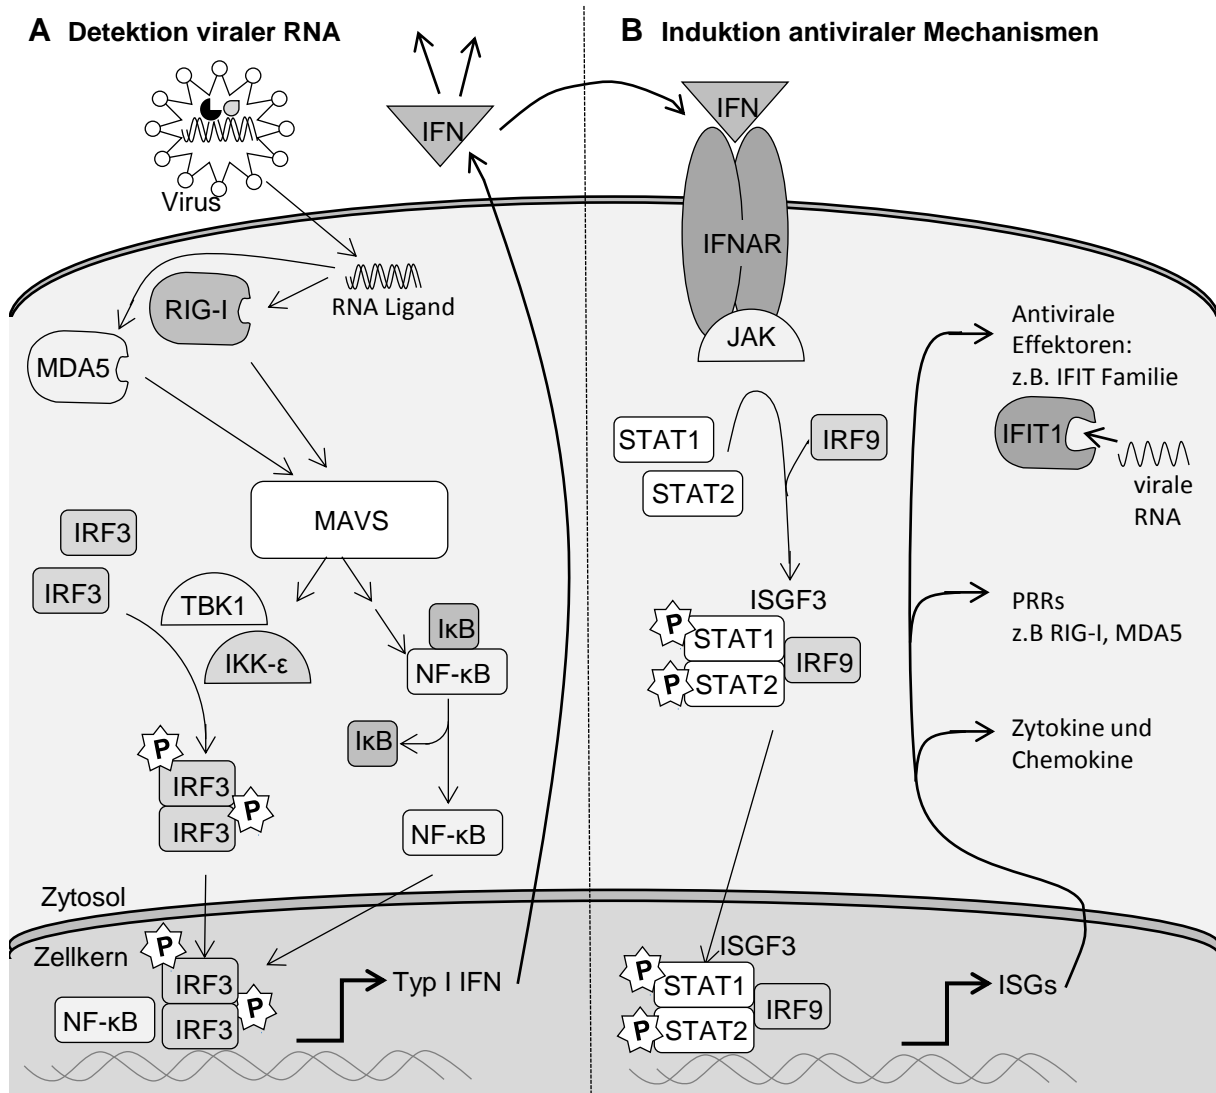 A Detektion viraler RNA
IFN
Virus
RNA Ligand
RIG-I
MDA5
MAVS
IRF3
IRF3
TBK1
IKK-ε
IκB
NF-κB
IκB
P
IRF3
P
IRF3
NF-κB
Zytosol
Zellkern
P
IRF3
P
IRF3
NF-κB
Typ I IFN
B Induktion antiviraler Mechanismen
IFN
IFNAR
JAK
STAT1
STAT2
IRF9
ISGF3
P
STAT1
P
STAT2
IRF9
Antivirale
Effektoren:
z.B. IFIT Familie
IFIT1
virale
RNA
PRRs
z.B RIG-I, MDA5
Zytokine und
Chemokine
ISGF3
P
STAT1
P
STAT2
IRF9
ISGs